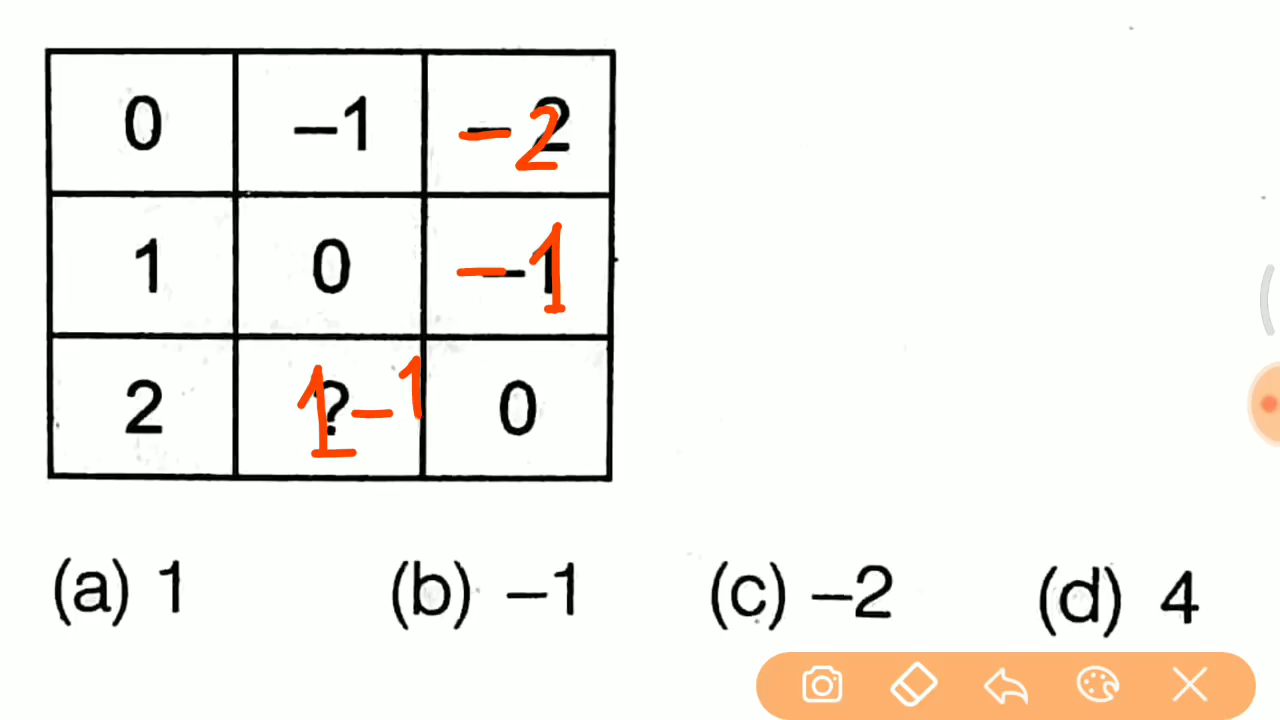 0 –1 –2
1 0 –1
2 1 ? –1 0
(a) 1 (b) –1 (c) –2 (d) 4